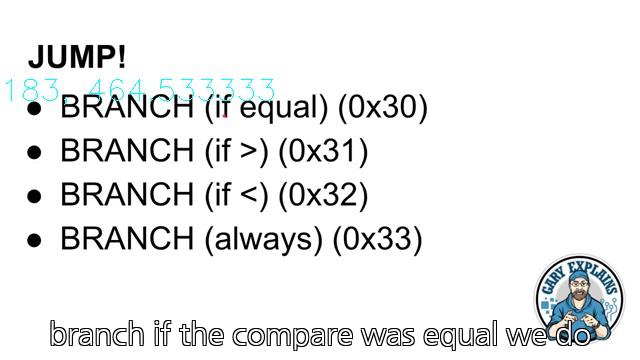 JUMP!
183, 464.533333
● BRANCH (if equal) (0x30)
● BRANCH (if >) (0x31)
● BRANCH (if <) (0x32)
● BRANCH (always) (0x33)
GARY EXPLAINS
branch if the compare was equal we do